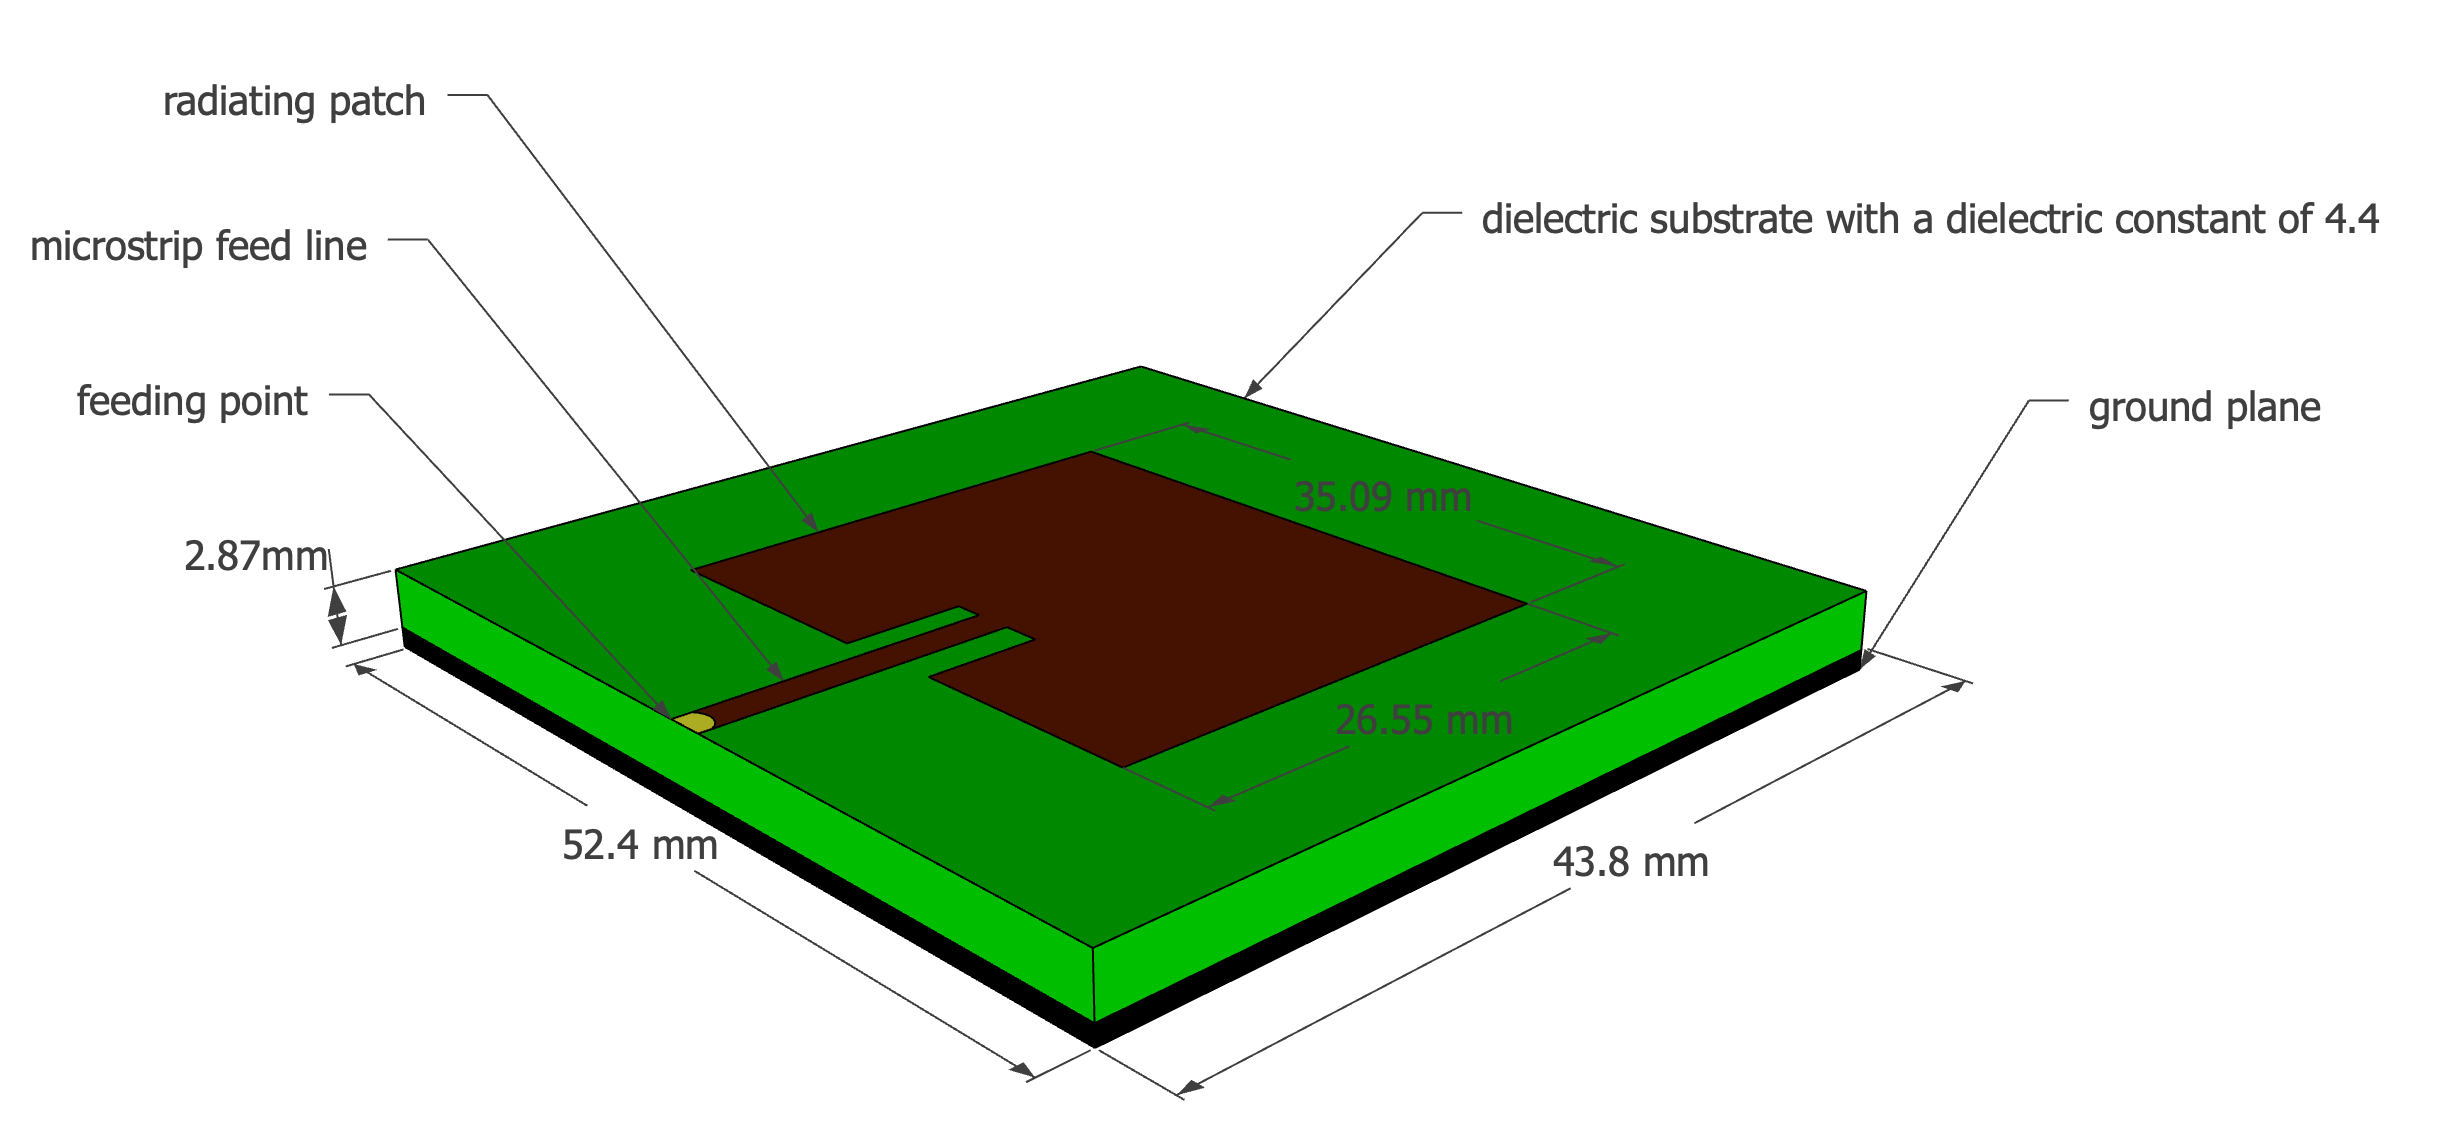 radiating patch
dielectric substrate with a dielectric constant of 4.4
microstrip feed line
feeding point
ground plane
35.09 mm
2.87mm
26.55 mm
52.4 mm
43.8 mm